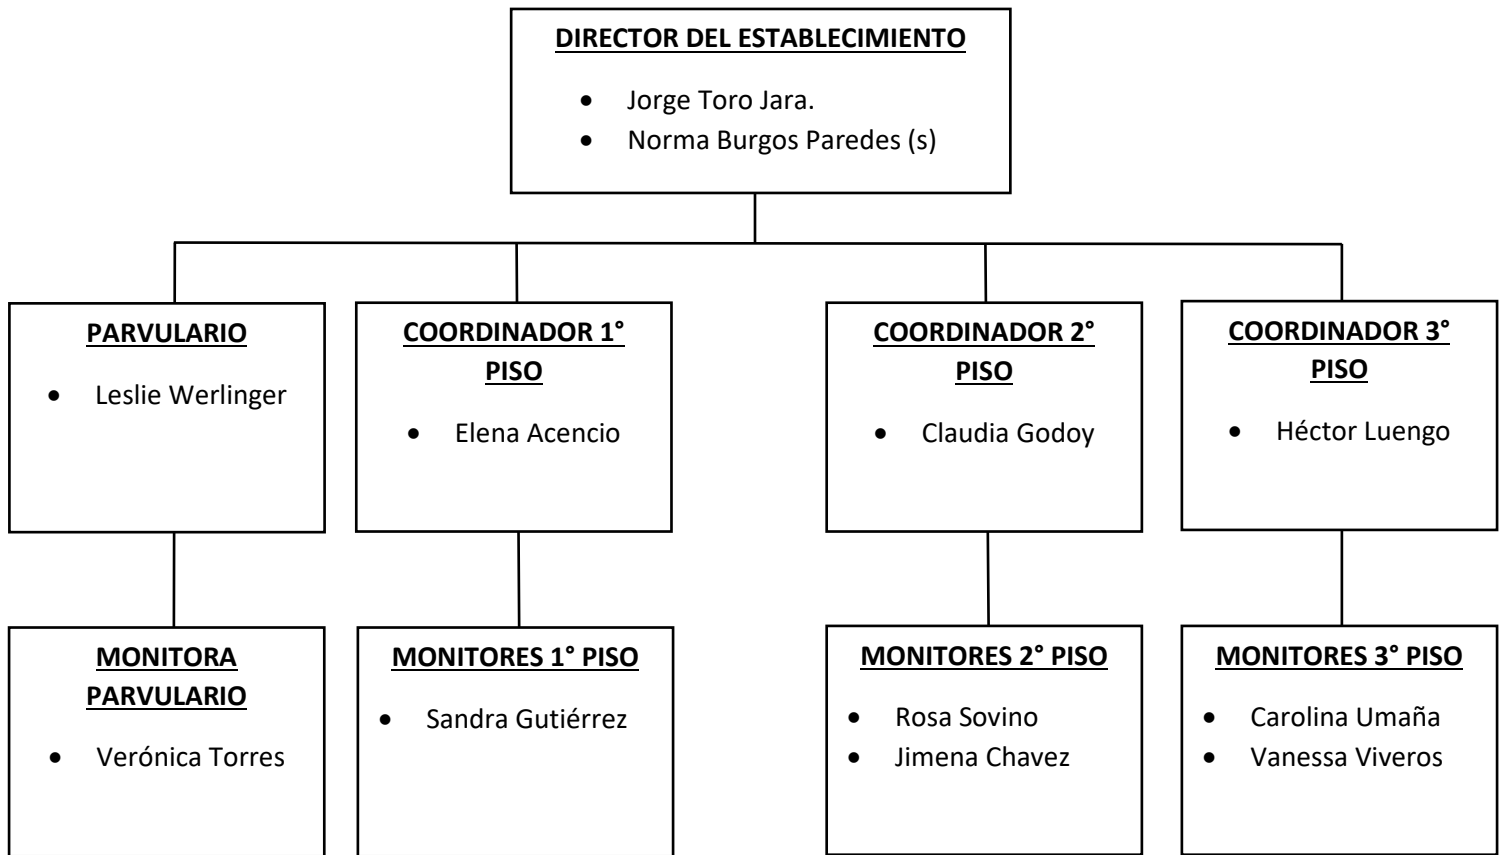 DIRECTOR DEL ESTABLECIMIENTO
• Jorge Toro Jara.
• Norma Burgos Paredes (s)
PARVULARIO
• Leslie Werlinger
COORDINADOR 1°
PISO
• Elena Acencio
COORDINADOR 2°
PISO
• Claudia Godoy
COORDINADOR 3°
PISO
• Héctor Luengo
MONITORA
PARVULARIO
• Verónica Torres
MONITORES 1° PISO
• Sandra Gutiérrez
MONITORES 2° PISO
• Rosa Sovino
• Jimena Chavez
MONITORES 3° PISO
• Carolina Umaña
• Vanessa Viveros